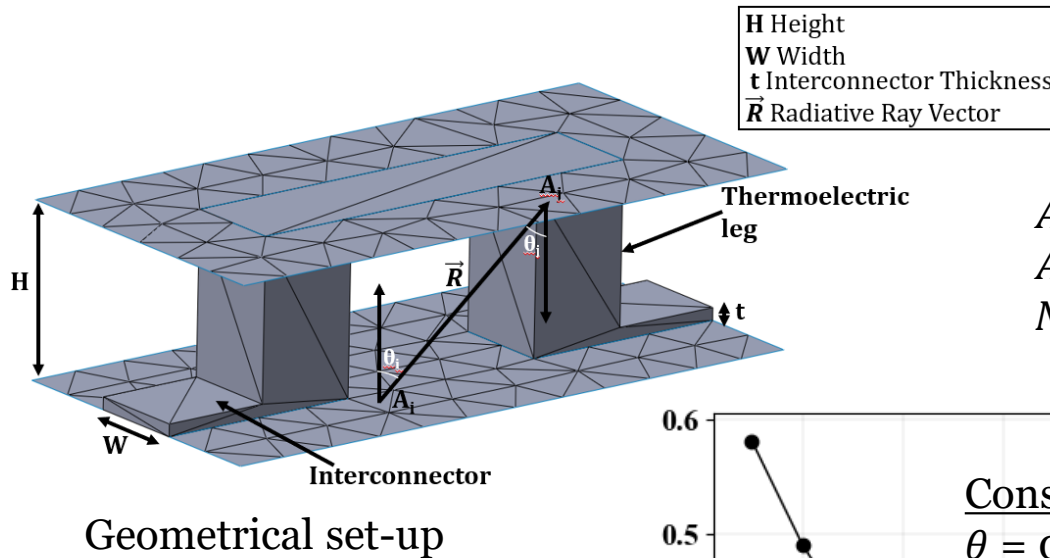 H Height
W Width
t Interconnector Thickness
R Radiative Ray Vector
A_j
Thermoelectric
leg
θ_j
R
H
t
θ_i
A_i
W
Interconnector
Geometrical set-up
0.6
0.5
Cons
θ =